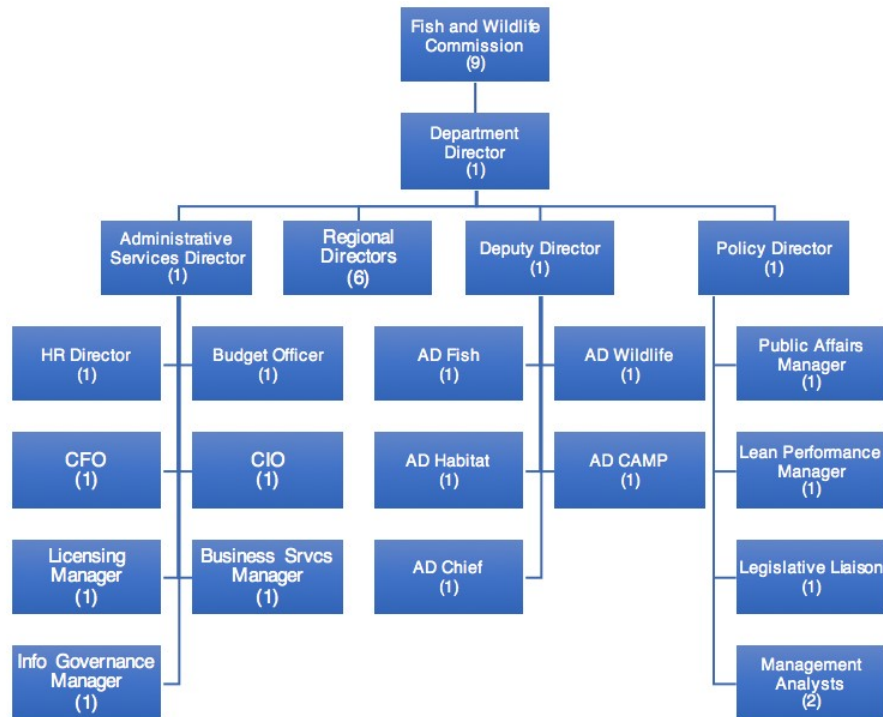 Fish and Wildlife
Commission
(9)
Department
Director
(1)
Administrative
Services Director
(1)
Regional
Directors
(6)
Deputy Director
(1)
Policy Director
(1)
HR Director
(1)
Budget Officer
(1)
AD Fish
(1)
AD Wildlife
(1)
Public Affairs
Manager
(1)
CFO
(1)
CIO
(1)
AD Habitat
(1)
AD CAMP
(1)
Lean Performance
Manager
(1)
Licensing
Manager
(1)
Business Srvcs
Manager
(1)
AD Chief
(1)
Legislative Liaison
(1)
Info Governance
Manager
(1)
Management
Analysts
(2)